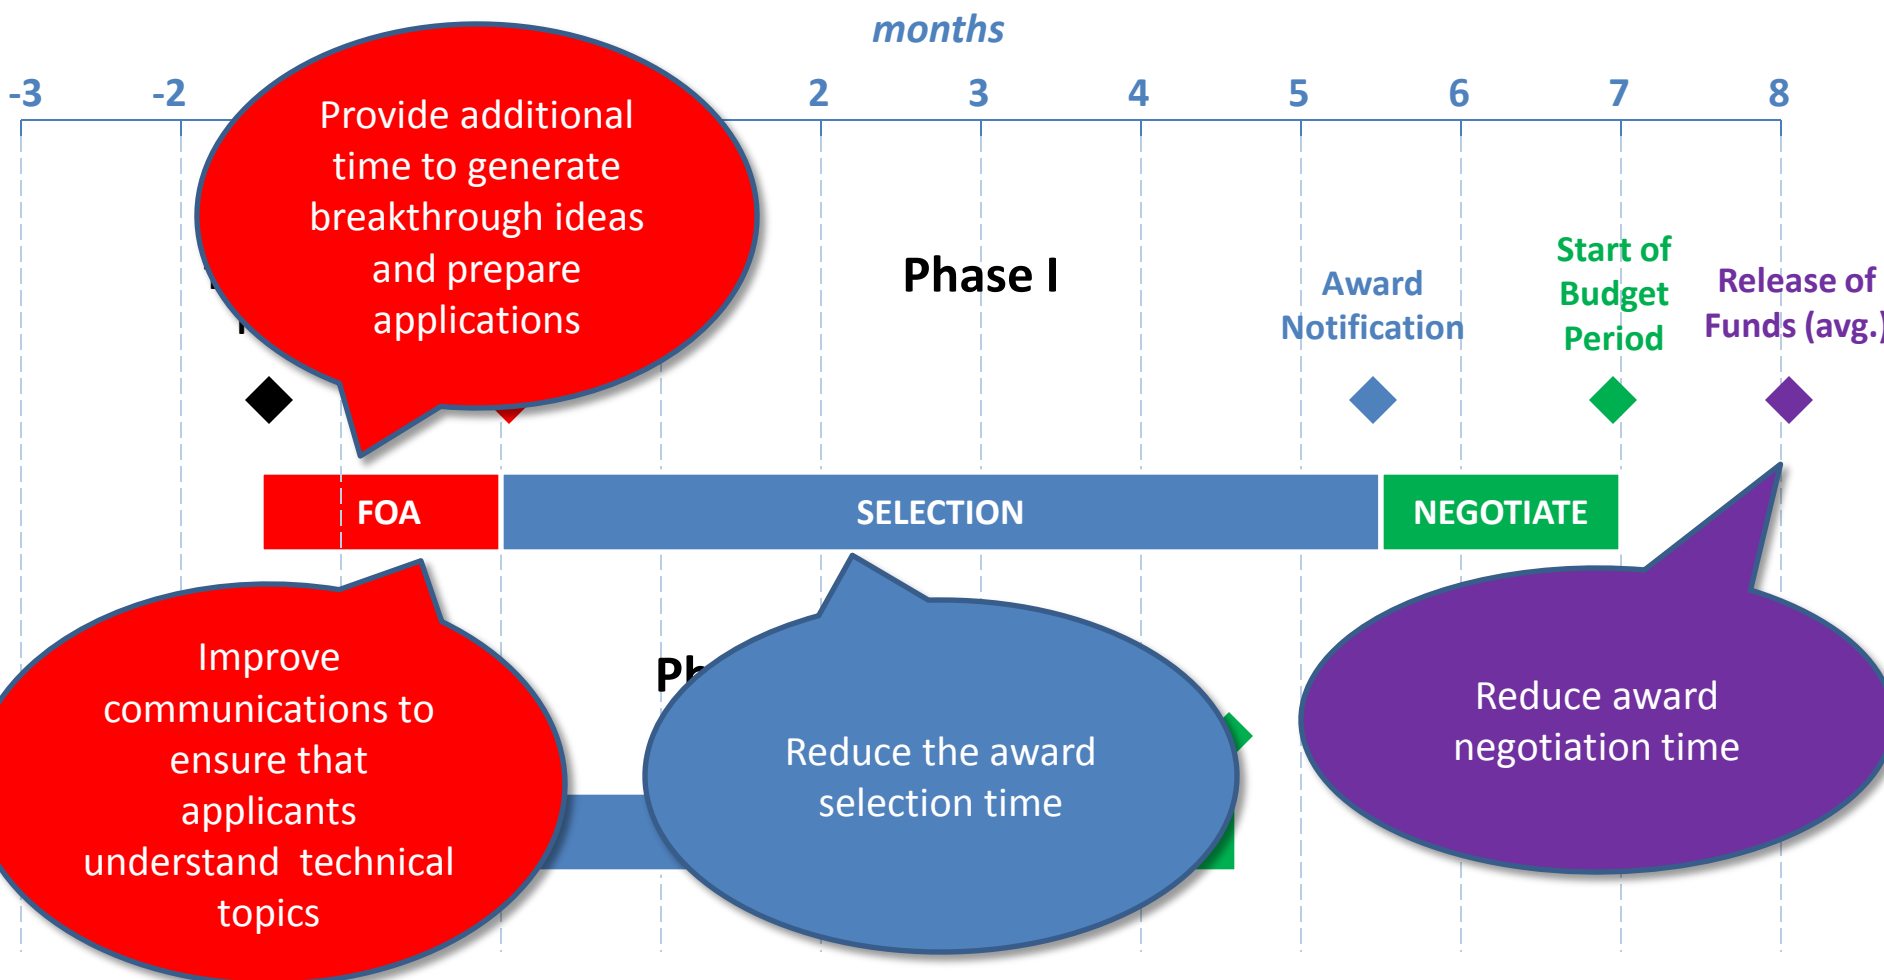 months
-3 -2 2 3 4 5 6 7 8
Provide additional
time to generate
breakthrough ideas
and prepare
applications
Phase I
Award
Notification
Start of
Budget
Period
Release of
Funds (avg.)
FOA SELECTION NEGOTIATE
Improve
communications to
ensure that
applicants
understand technical
topics
Reduce the award
selection time
Reduce award
negotiation time